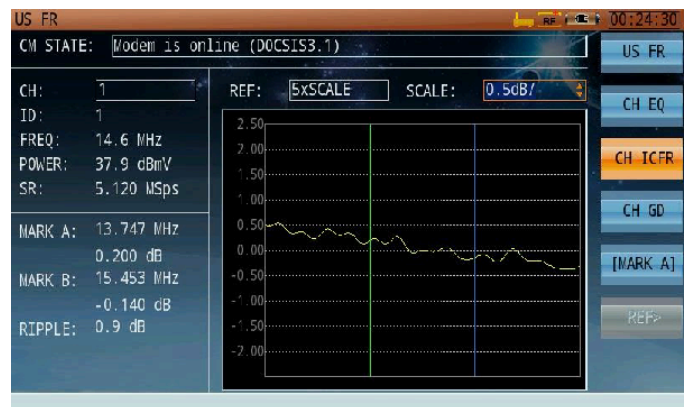 US FR
RF
00:24:30
CM STATE: Modem is online (DOCSIS3.1)
US FR
CH: 1
REF: 5xSCALE SCALE: 0.5dB/
CH EQ
ID: 1
FREQ: 14.6 MHz
POWER: 37.9 dBmV
SR: 5.120 MSps
CH ICFR
CH GD
MARK A: 13.747 MHz
0.200 dB
MARK B: 15.453 MHz
-0.140 dB
RIPPLE: 0.9 dB
[MARK A]
REF>
2.50
2.00
1.50
1.00
0.50
0.00
-0.50
-1.00
-1.50
-2.00